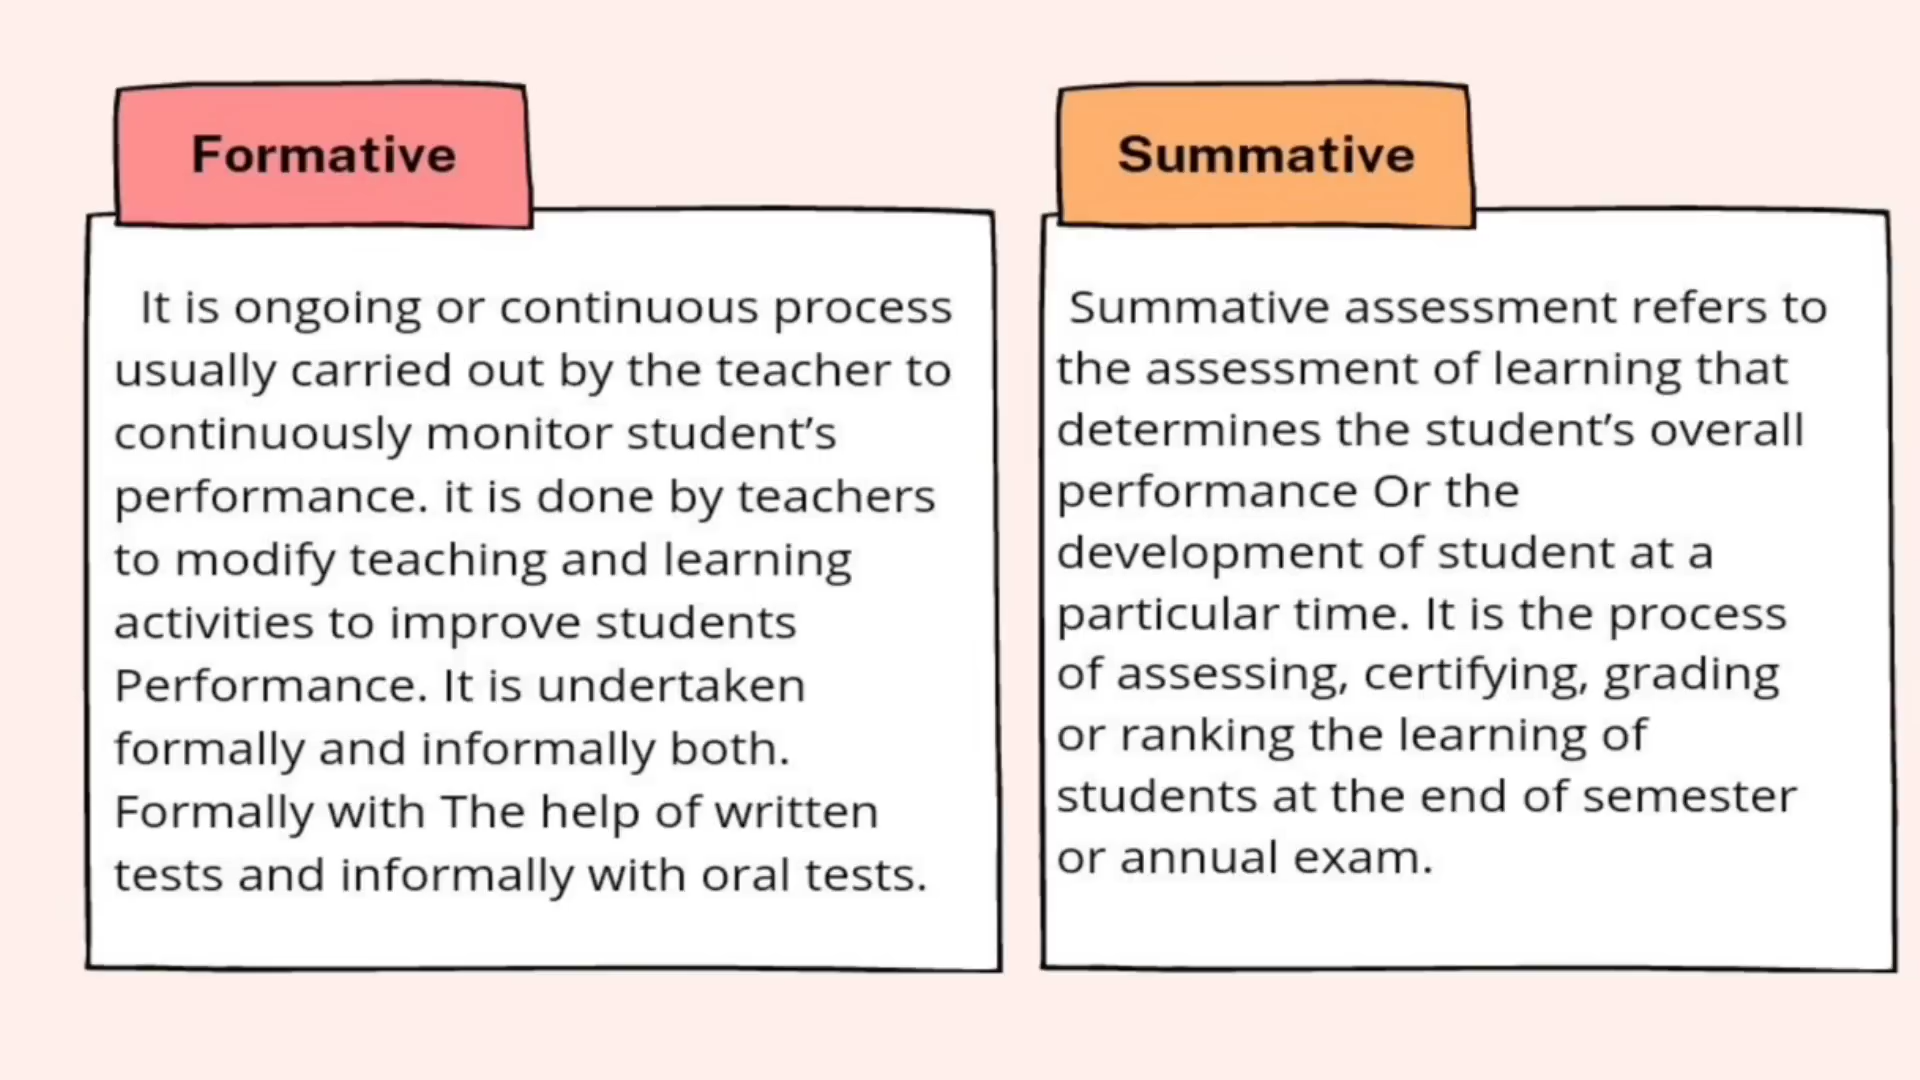 Formative
It is ongoing or continuous process
usually carried out by the teacher to
continuously monitor student’s
performance. it is done by teachers
to modify teaching and learning
activities to improve students
Performance. It is undertaken
formally and informally both.
Formally with The help of written
tests and informally with oral tests.
Summative
Summative assessment refers to
the assessment of learning that
determines the student’s overall
performance Or the
development of student at a
particular time. It is the process
of assessing, certifying, grading
or ranking the learning of
students at the end of semester
or annual exam.